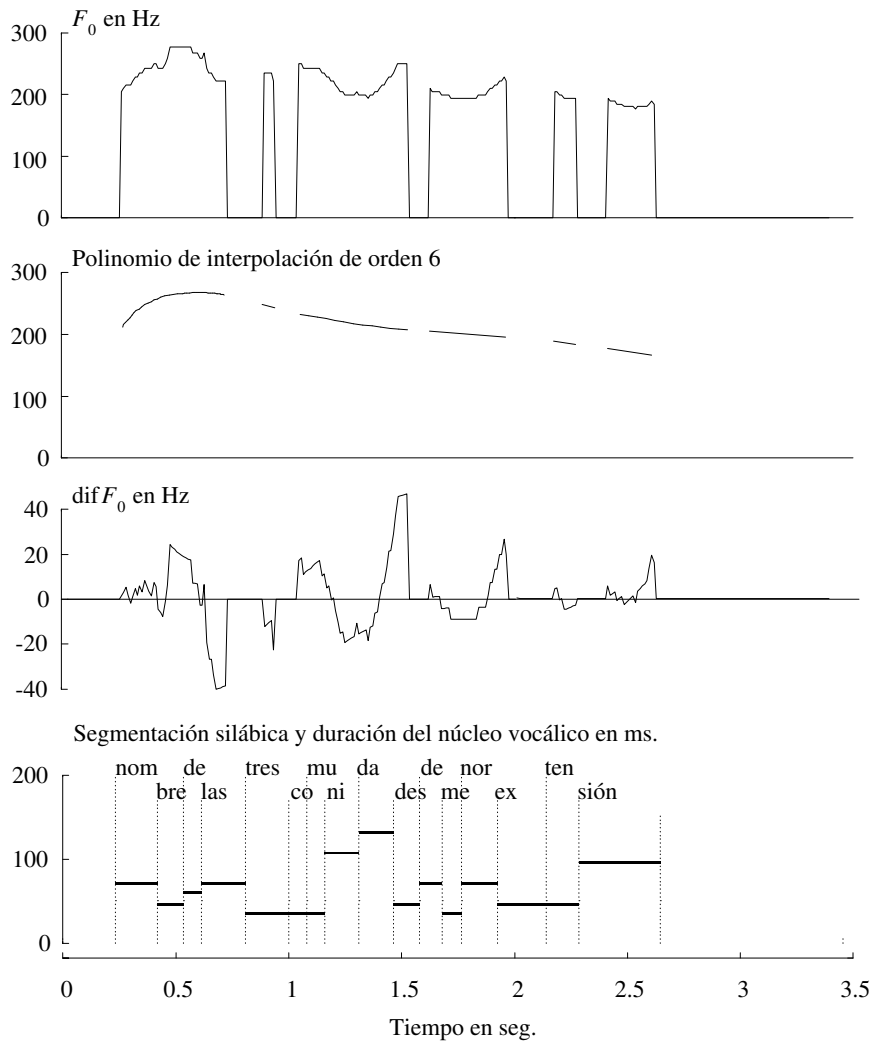 F0 en Hz
300
200
100
0
Polinomio de interpolación de orden 6
300
200
100
0
dif F0 en Hz
40
20
0
-20
-40
Segmentación silábica y duración del núcleo vocálico en ms.
200
nom de tres mu da de nor ten
bre las co ni des me ex sión
100
0
0 0.5 1 1.5 2 2.5 3 3.5
Tiempo en seg.